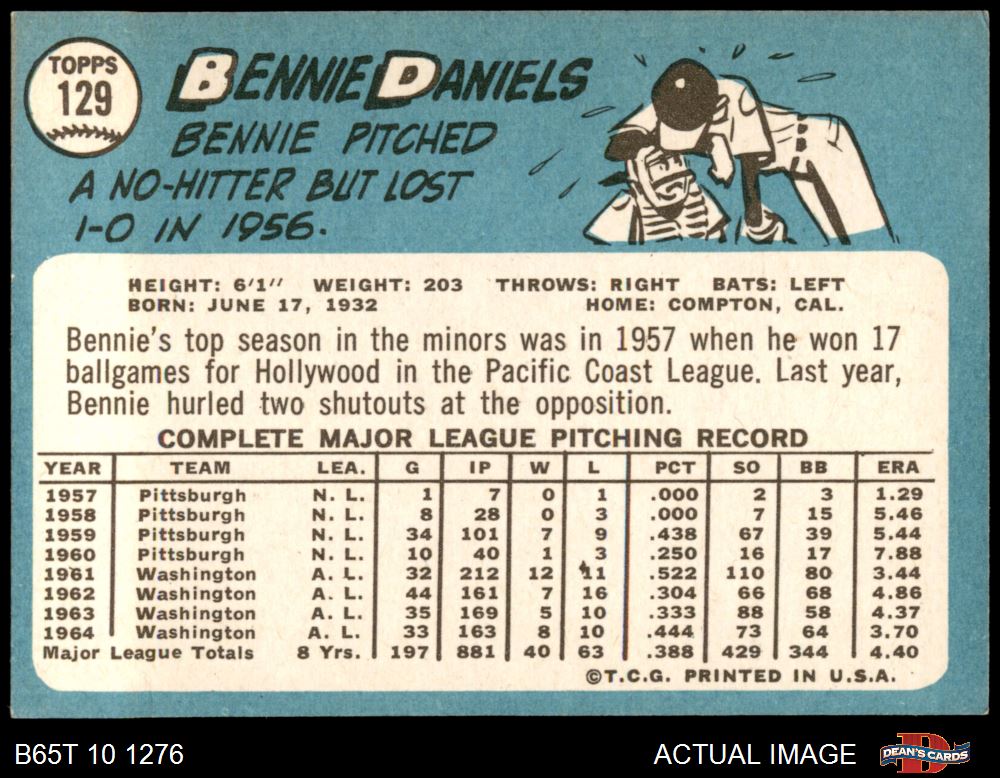 TOPPS
129
BENNIE DANIELS
BENNIE PITCHED
A NO-HITTER BUT LOST
1-0 IN 1956.
HEIGHT: 6'1" WEIGHT: 203 THROWS: RIGHT BATS: LEFT
BORN: JUNE 17, 1932 HOME: COMPTON, CAL.
Bennie's top season in the minors was in 1957 when he won 17
ballgames for Hollywood in the Pacific Coast League. Last year,
Bennie hurled two shutouts at the opposition.
COMPLETE MAJOR LEAGUE PITCHING RECORD
YEAR TEAM LEA. G IP W L PCT SO BB ERA
1957 Pittsburgh N. L. 1 7 0 1 .000 2 3 1.29
1958 Pittsburgh N. L. 8 28 0 3 .000 7 15 5.46
1959 Pittsburgh N. L. 34 101 7 9 .438 67 39 5.44
1960 Pittsburgh N. L. 10 40 1 3 .250 16 17 7.88
1961 Washington A. L. 32 212 12 11 .522 110 80 3.44
1962 Washington A. L. 44 161 7 16 .304 66 68 4.86
1963 Washington A. L. 35 169 5 10 .333 88 58 4.37
1964 Washington A. L. 33 163 8 10 .444 73 64 3.70
Major League Totals 8 Yrs. 197 881 40 63 .388 429 344 4.40
©T.C.G. PRINTED IN U.S.A.
B65T 10 1276 ACTUAL IMAGE DEAN'S CARDS